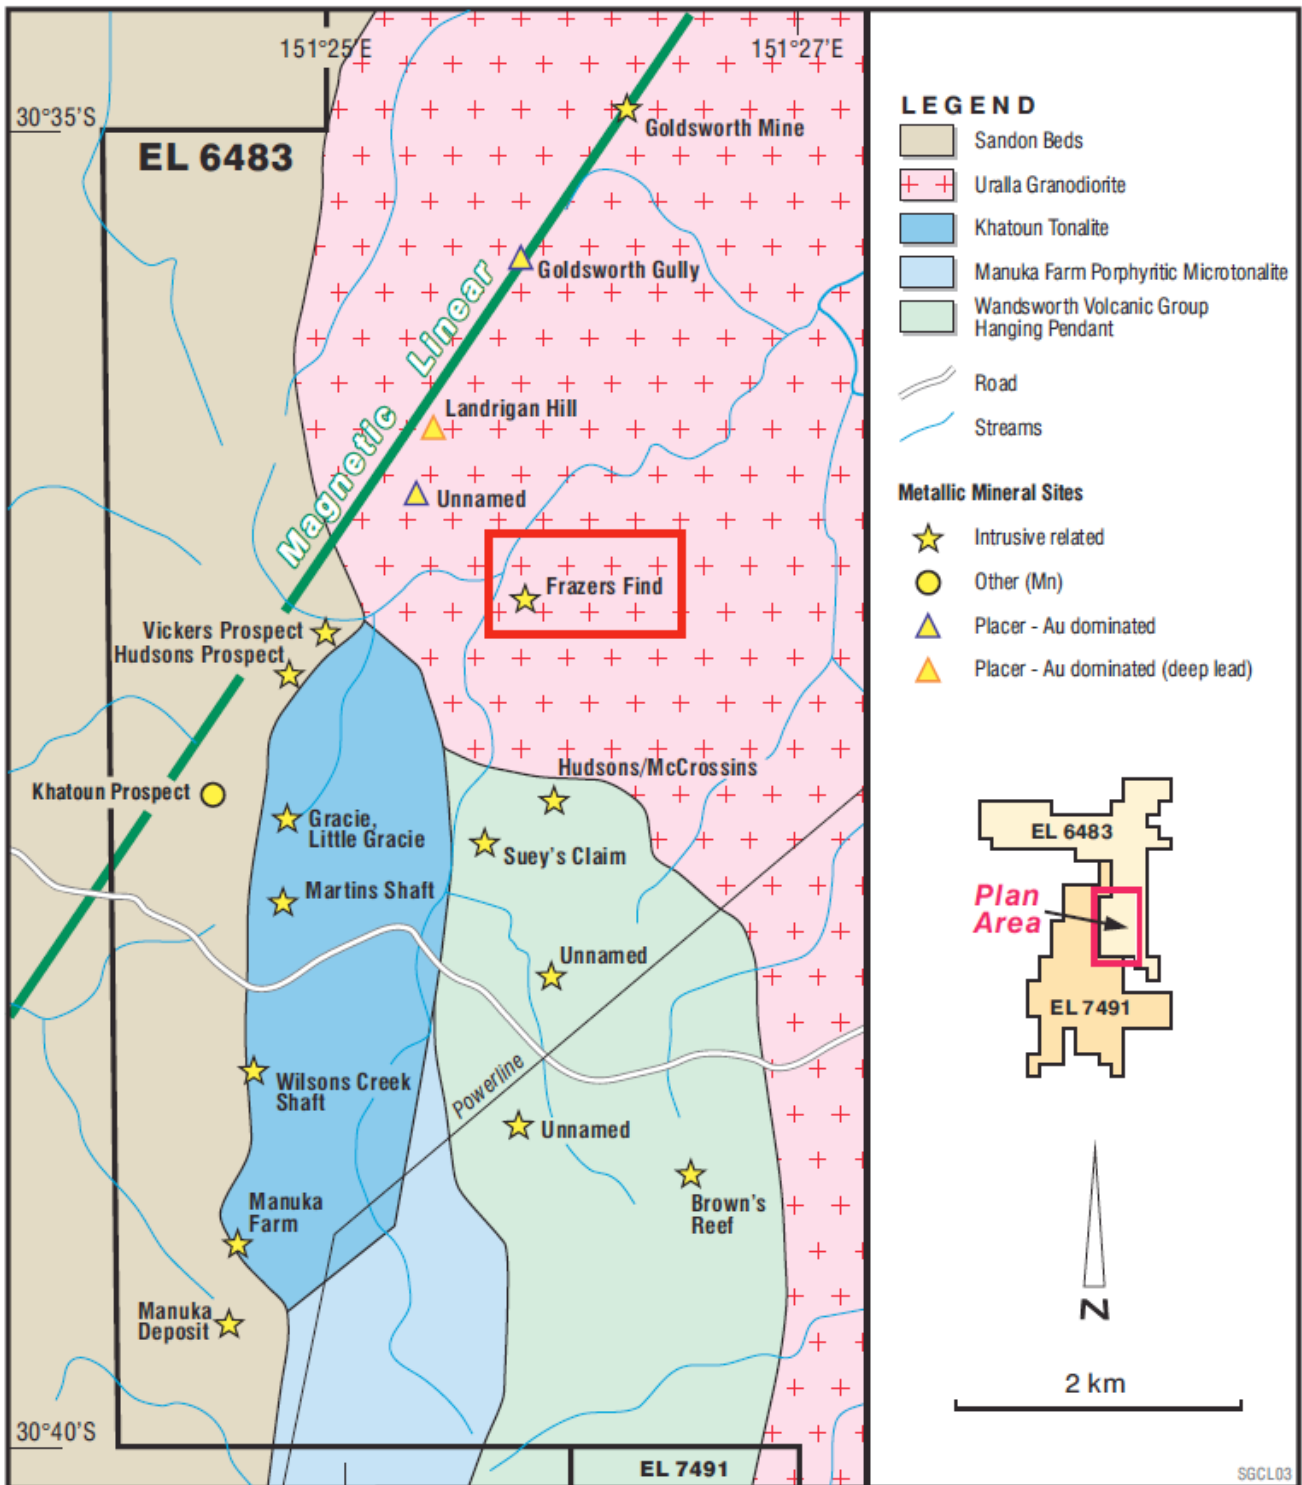 151°25'E
151°27'E
30°35'S
EL 6483
Goldsworth Mine
Goldsworth Gully
Magnetic Linear
Landrigan Hill
Unnamed
Frazers Find
Vickers Prospect
Hudsons Prospect
Khatoun Prospect
Hudsons/McCrossins
Gracie,
Little Gracie
Suey's Claim
Martins Shaft
Unnamed
Powerline
Wilsons Creek
Shaft
Unnamed
Manuka
Farm
Brown's
Reef
Manuka
Deposit
30°40'S
EL 7491
LEGEND
Sandon Beds
Uralla Granodiorite
Khatoun Tonalite
Manuka Farm Porphyritic Microtonalite
Wandsworth Volcanic Group
Hanging Pendant
Road
Streams
Metallic Mineral Sites
Intrusive related
Other (Mn)
Placer - Au dominated
Placer - Au dominated (deep lead)
EL 6483
Plan
Area
EL 7491
N
2 km
SGCL03